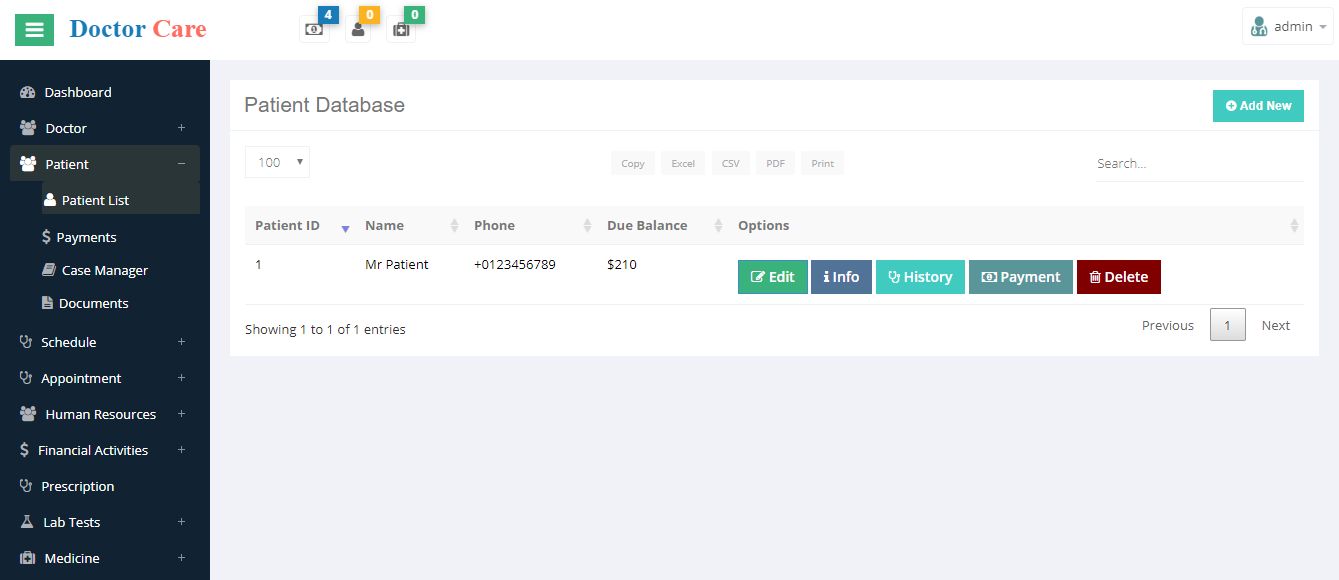 Doctor Care
4
0
0
admin
Dashboard
Doctor +
Patient −
Patient List
Payments
Case Manager
Documents
Schedule +
Appointment +
Human Resources +
Financial Activities +
Prescription
Lab Tests +
Medicine +
Patient Database
Add New
100
Copy Excel CSV PDF Print
Search...
Patient ID Name Phone Due Balance Options
1 Mr Patient +0123456789 $210 Edit Info History Payment Delete
Showing 1 to 1 of 1 entries
Previous 1 Next